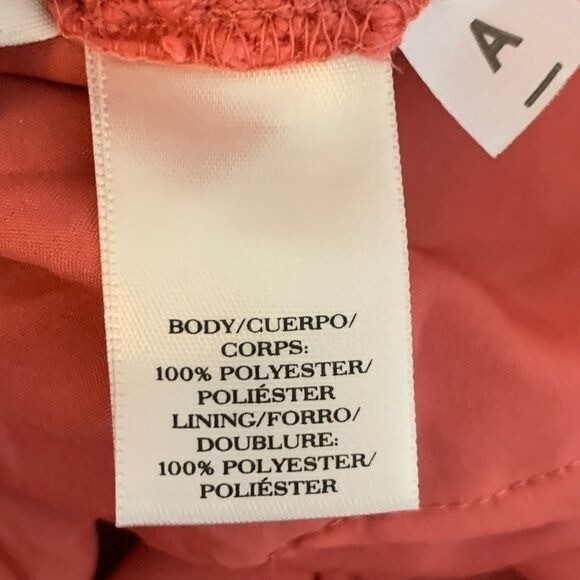 A
BODY/CUERPO/
CORPS:
100% POLYESTER/
POLIÉSTER
LINING/FORRO/
DOUBLURE:
100% POLYESTER/
POLIÉSTER